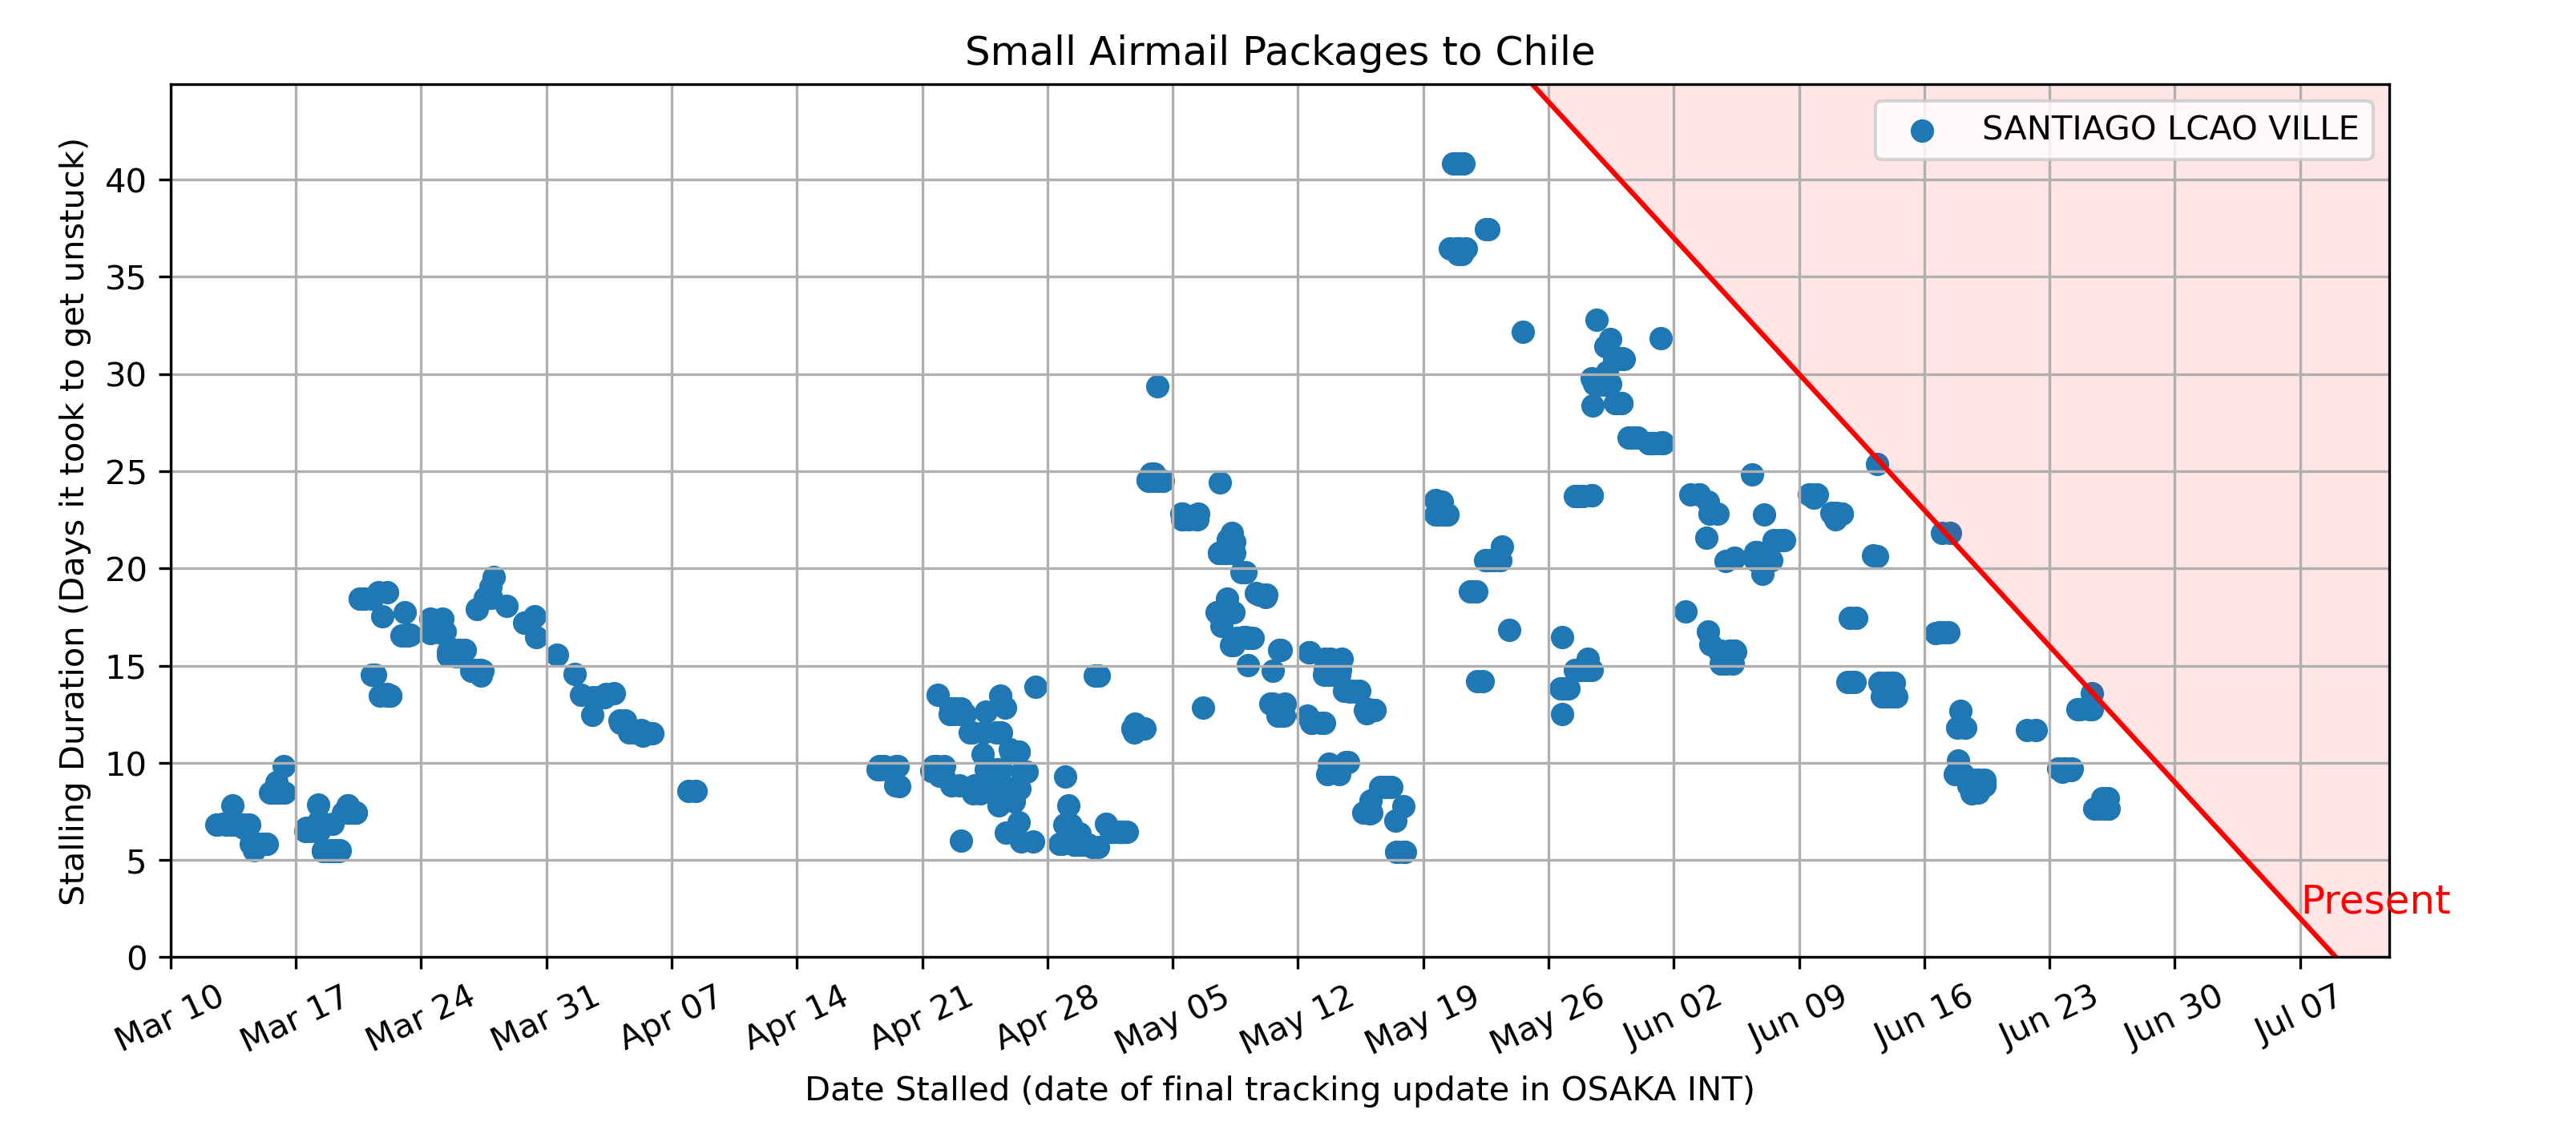 Small Airmail Packages to Chile
SANTIAGO LCAO VILLE
Stalling Duration (Days it took to get unstuck)
40
35
30
25
20
15
10
5
0
Present
Mar 10
Mar 17
Mar 24
Mar 31
Apr 07
Apr 14
Apr 21
Apr 28
May 05
May 12
May 19
May 26
Jun 02
Jun 09
Jun 16
Jun 23
Jun 30
Jul 07
Date Stalled (date of final tracking update in OSAKA INT)